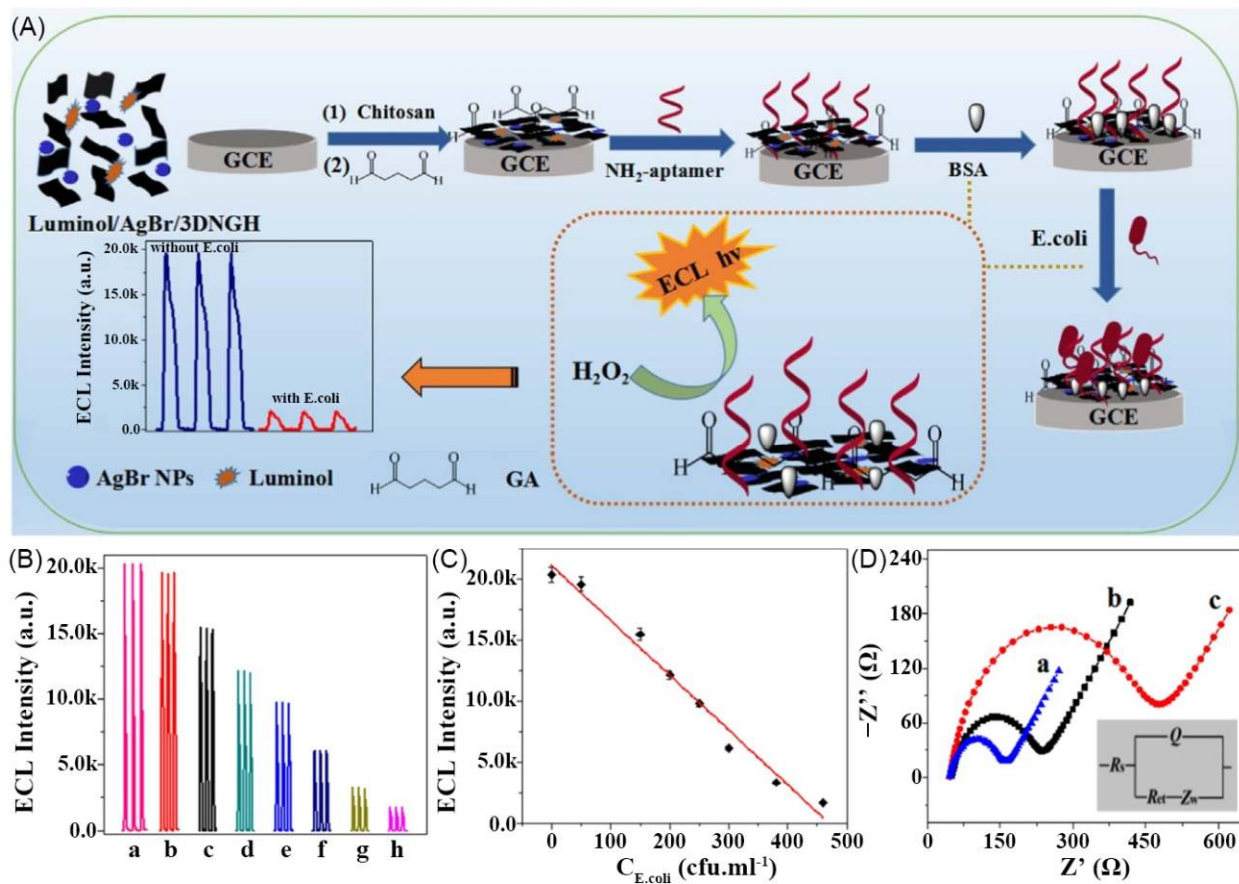 (A)
(1) Chitosan
(2)
GCE
GCE
NH₂-aptamer
GCE
BSA
GCE
Luminol/AgBr/3DNGH
E.coli
20.0k
15.0k
10.0k
5.0k
0.0
ECL Intensity (a.u.)
without E.coli
with E.coli
ECL hv
H₂O₂
GCE
AgBr NPs
Luminol
GA
O
O
H
H
(B)
20.0k
15.0k
10.0k
5.0k
0.0
ECL Intensity (a.u.)
a b c d e f g h
(C)
20.0k
15.0k
10.0k
5.0k
0.0
ECL Intensity (a.u.)
0 100 200 300 400 500
C_E.coli (cfu.ml⁻¹)
(D)
240
180
120
60
0
−Z’’ (Ω)
a
b
c
Q
Rs
Rct
Zw
0 150 300 450 600
Z’ (Ω)